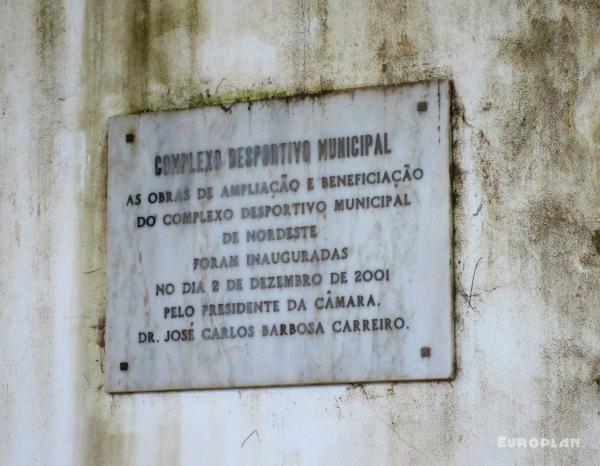 COMPLEXO DESPORTIVO MUNICIPAL
AS OBRAS DE AMPLIAÇÃO E BENEFICIAÇÃO
DO COMPLEXO DESPORTIVO MUNICIPAL
DE NORDESTE
FORAM INAUGURADAS
NO DIA 2 DE DEZEMBRO DE 2001
PELO PRESIDENTE DA CÂMARA,
DR. JOSÉ CARLOS BARBOSA CARREIRO.
EUROPLAN